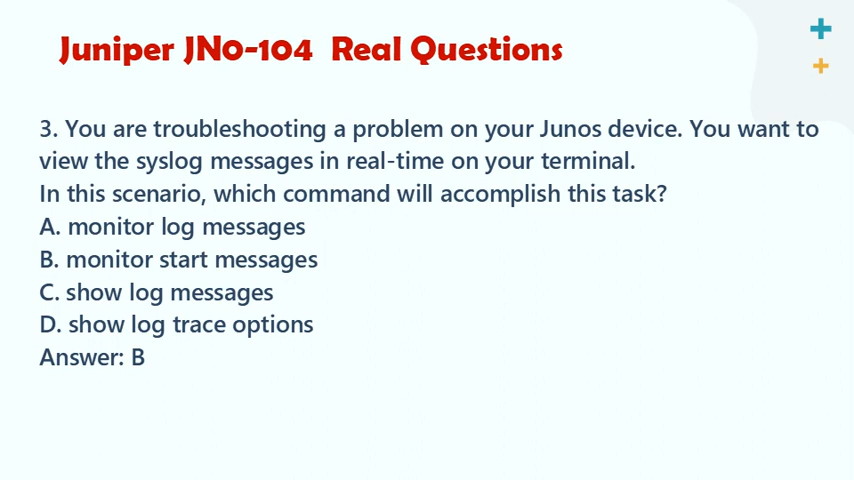 Juniper JN0-104 Real Questions
3. You are troubleshooting a problem on your Junos device. You want to
view the syslog messages in real-time on your terminal.
In this scenario, which command will accomplish this task?
A. monitor log messages
B. monitor start messages
C. show log messages
D. show log trace options
Answer: B